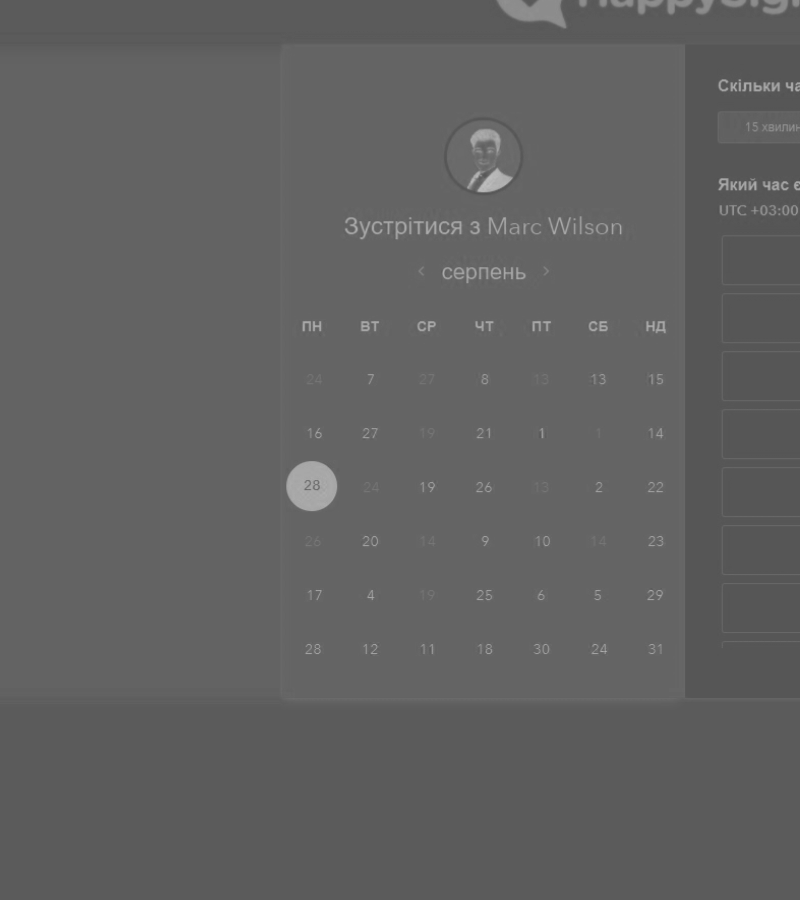 HappySig
Зустрітися з Marc Wilson
‹ серпень ›
ПН ВТ СР ЧТ ПТ СБ НД
24 7 27 8 13 13 15
16 27 19 21 1 1 14
28 24 19 26 13 2 22
26 20 14 9 10 14 23
17 4 19 25 6 5 29
28 12 11 18 30 24 31
Скільки ча
15 хвилин
Який час є
UTC +03:00